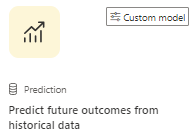 Custom model
Prediction
Predict future outcomes from
historical data